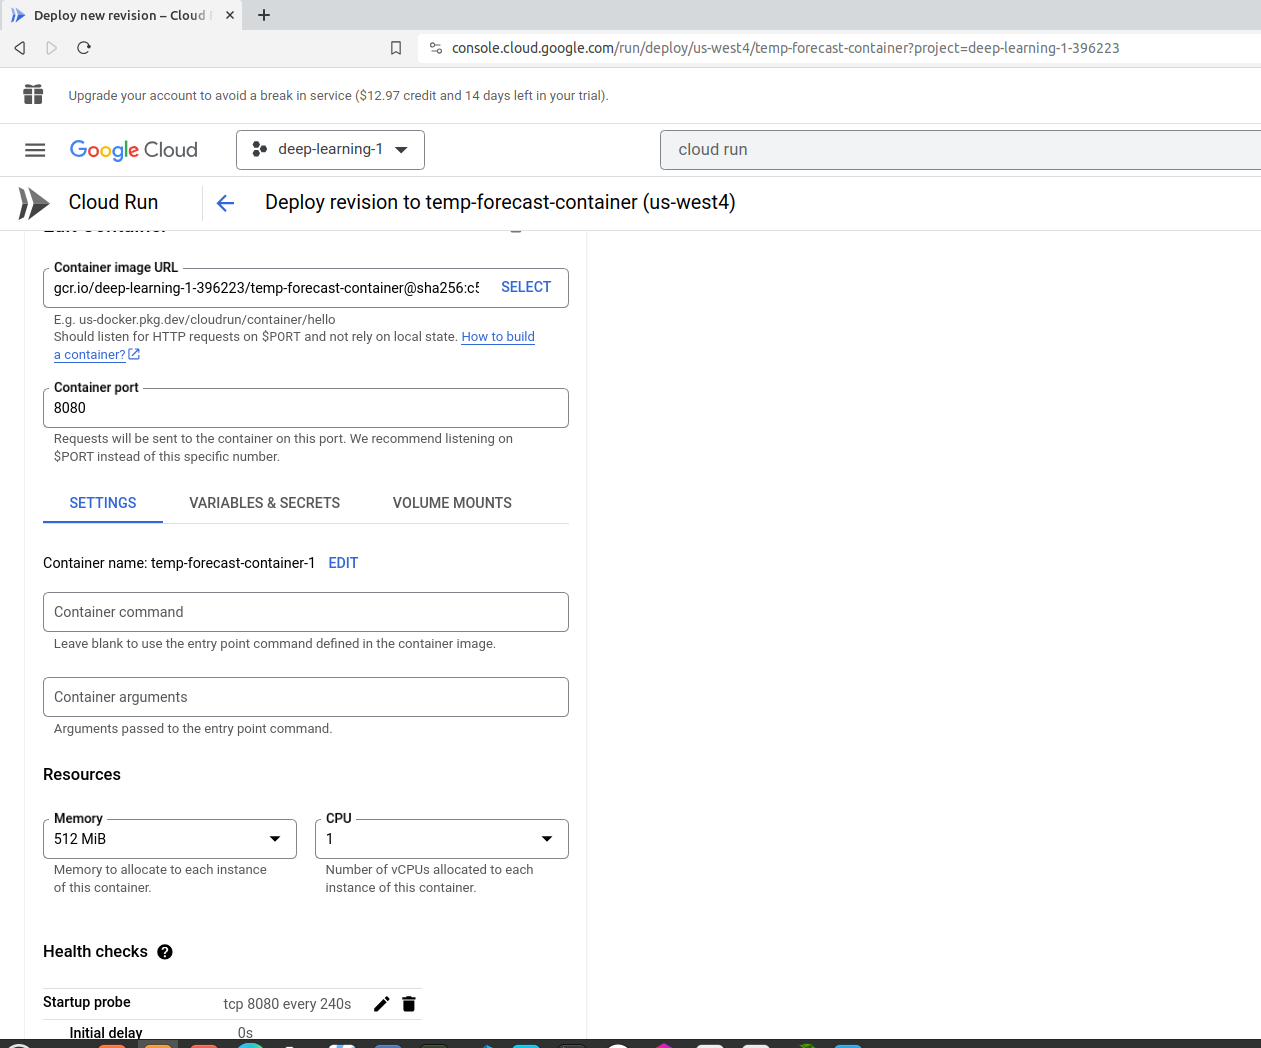 Deploy new revision – Cloud
console.cloud.google.com/run/deploy/us-west4/temp-forecast-container?project=deep-learning-1-396223
Upgrade your account to avoid a break in service ($12.97 credit and 14 days left in your trial).
Google Cloud
deep-learning-1
cloud run
Cloud Run
Deploy revision to temp-forecast-container (us-west4)
Edit Container
Container image URL
gcr.io/deep-learning-1-396223/temp-forecast-container@sha256:c5
SELECT
E.g. us-docker.pkg.dev/cloudrun/container/hello
Should listen for HTTP requests on $PORT and not rely on local state. How to build
a container?
Container port
8080
Requests will be sent to the container on this port. We recommend listening on
$PORT instead of this specific number.
SETTINGS
VARIABLES & SECRETS
VOLUME MOUNTS
Container name: temp-forecast-container-1 EDIT
Container command
Leave blank to use the entry point command defined in the container image.
Container arguments
Arguments passed to the entry point command.
Resources
Memory
512 MiB
Memory to allocate to each instance
of this container.
CPU
1
Number of vCPUs allocated to each
instance of this container.
Health checks
Startup probe
tcp 8080 every 240s
Initial delay
0s